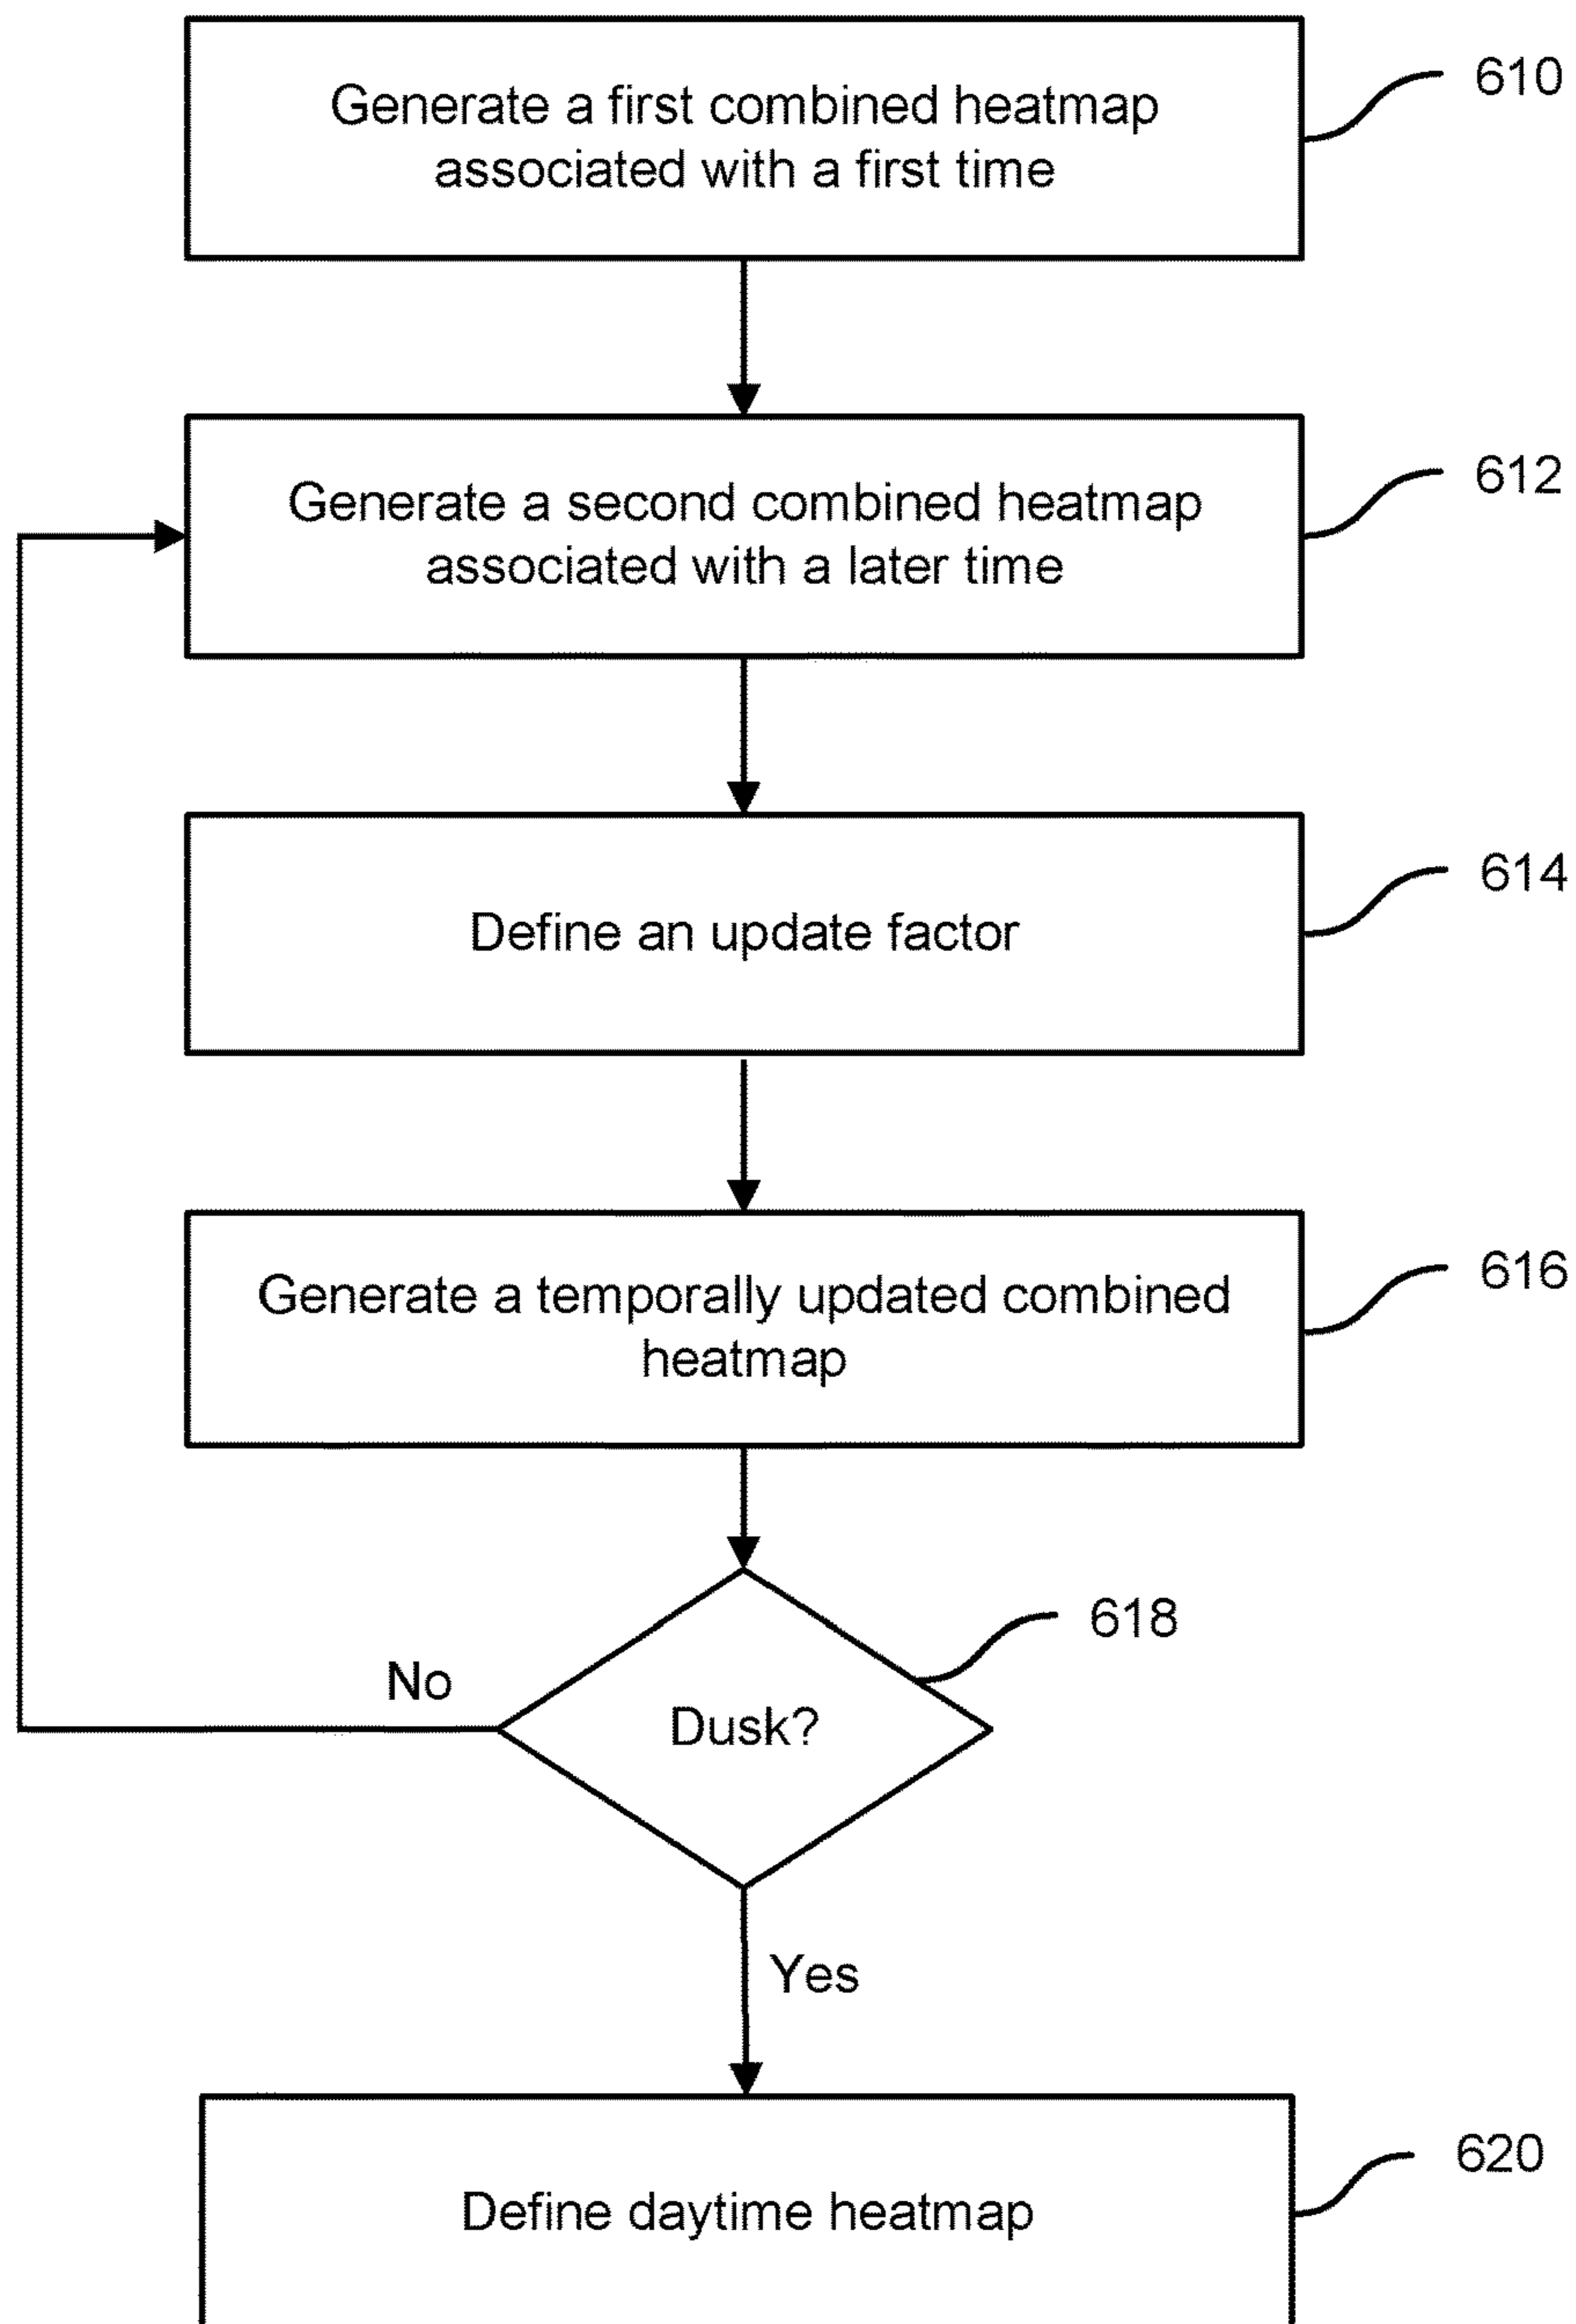 Generate a first combined heatmap
associated with a first time
610
Generate a second combined heatmap
associated with a later time
612
Define an update factor
614
Generate a temporally updated combined
heatmap
616
618
No
Dusk?
Yes
Define daytime heatmap
620